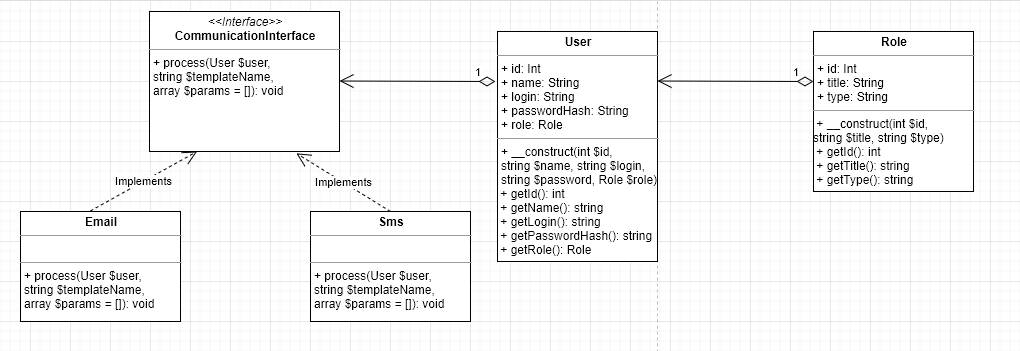 <<Interface>>
CommunicationInterface
+ process(User $user,
string $templateName,
array $params = []): void
Implements
Implements
Email
+ process(User $user,
string $templateName,
array $params = []): void
Sms
+ process(User $user,
string $templateName,
array $params = []): void
1
User
+ id: Int
+ name: String
+ login: String
+ passwordHash: String
+ role: Role
+ __construct(int $id,
string $name, string $login,
string $password, Role $role)
+ getId(): int
+ getName(): string
+ getLogin(): string
+ getPasswordHash(): string
+ getRole(): Role
1
Role
+ id: Int
+ title: String
+ type: String
+ __construct(int $id,
string $title, string $type)
+ getId(): int
+ getTitle(): string
+ getType(): string